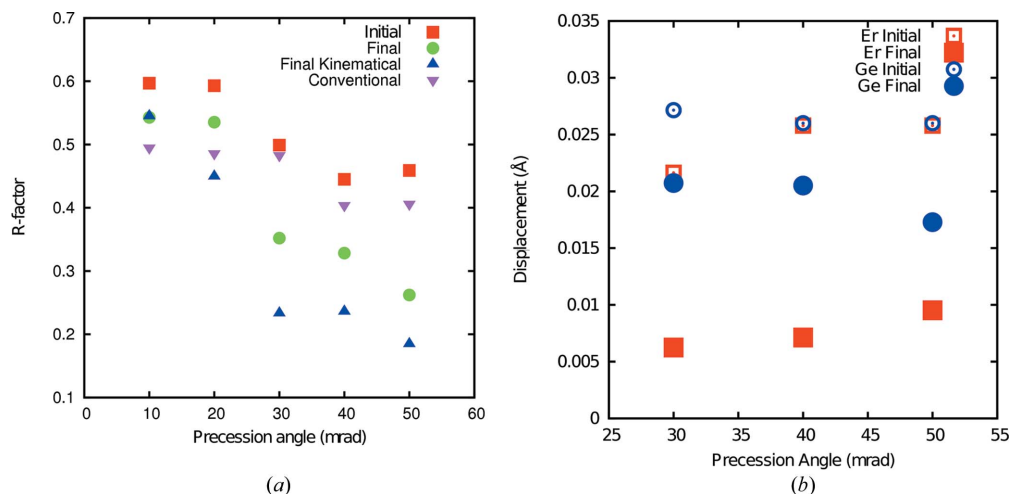 0.7
0.6
0.5
0.4
0.3
0.2
0.1
0 10 20 30 40 50 60
R-factor
Precession angle (mrad)
Initial
Final
Final Kinematical
Conventional
(a)
0.035
0.03
0.025
0.02
0.015
0.01
0.005
0
25 30 35 40 45 50 55
Displacement (Å)
Precession Angle (mrad)
Er Initial
Er Final
Ge Initial
Ge Final
(b)